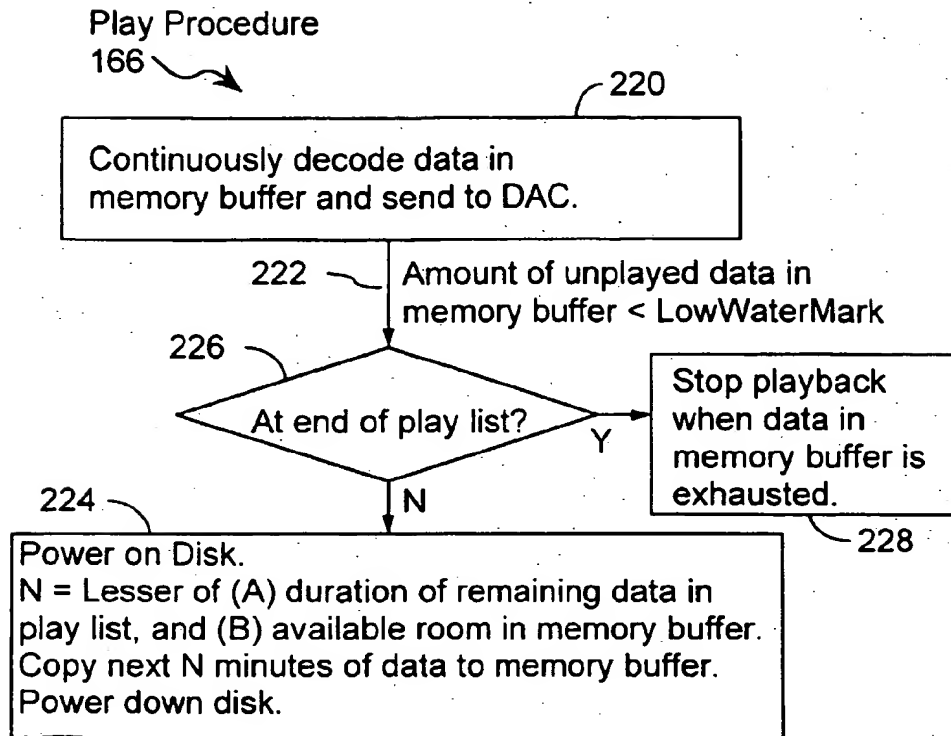 Play Procedure
166
220
Continuously decode data in
memory buffer and send to DAC.
222
Amount of unplayed data in
memory buffer < LowWaterMark
226
At end of play list?
Y
Stop playback
when data in
memory buffer is
exhausted.
228
N
224
Power on Disk.
N = Lesser of (A) duration of remaining data in
play list, and (B) available room in memory buffer.
Copy next N minutes of data to memory buffer.
Power down disk.